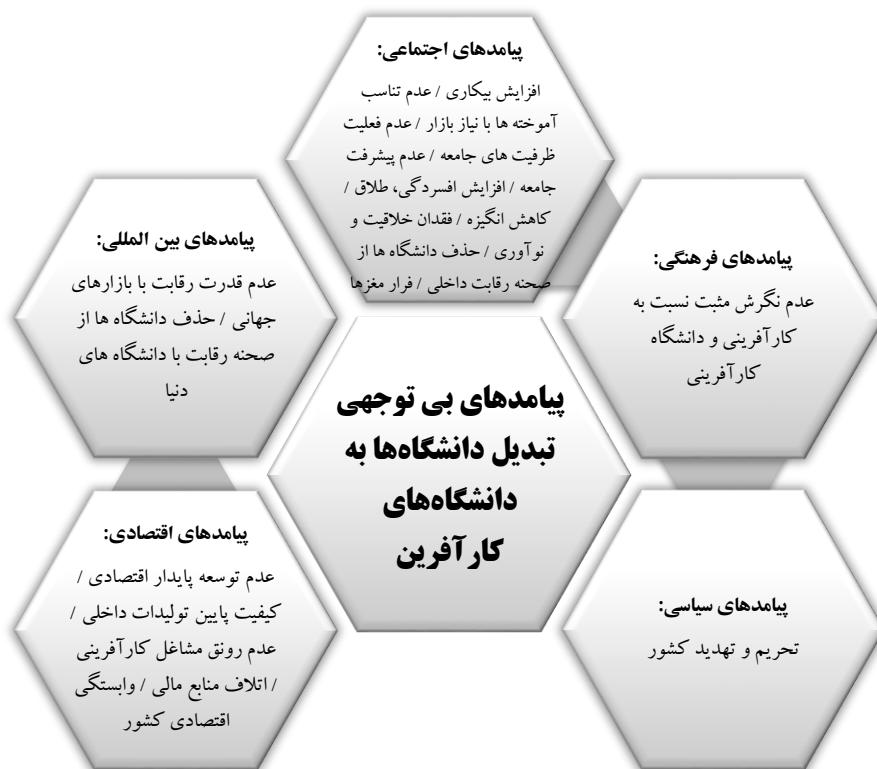 پیامدهای اجتماعی:
افزایش بیکاری / عدم تناسب
آموخته ها با نیاز بازار / عدم فعلیت
ظرفیت های جامعه / عدم پیشرفت
جامعه / افزایش افسردگی، طلاق /
کاهش انگیزه / فقدان خلاقیت و
نوآوری / حذف دانشگاه ها از
صحنه رقابت داخلی / فرار مغزها
پیامدهای فرهنگی:
عدم نگرش مثبت نسبت به
کارآفرینی و دانشگاه
کارآفرینی
پیامدهای بین المللی:
عدم قدرت رقابت با بازارهای
جهانی / حذف دانشگاه ها از
صحنه رقابت با دانشگاه های
دنیا
پیامدهای بی توجهی
تبدیل دانشگاه‌ها به
دانشگاه‌های
کارآفرین
پیامدهای سیاسی:
تحریم و تهدید کشور
پیامدهای اقتصادی:
عدم توسعه پایدار اقتصادی /
کیفیت پایین تولیدات داخلی /
عدم رونق مشاغل کارآفرینی
/ اتلاف منابع مالی / وابستگی
اقتصادی کشور